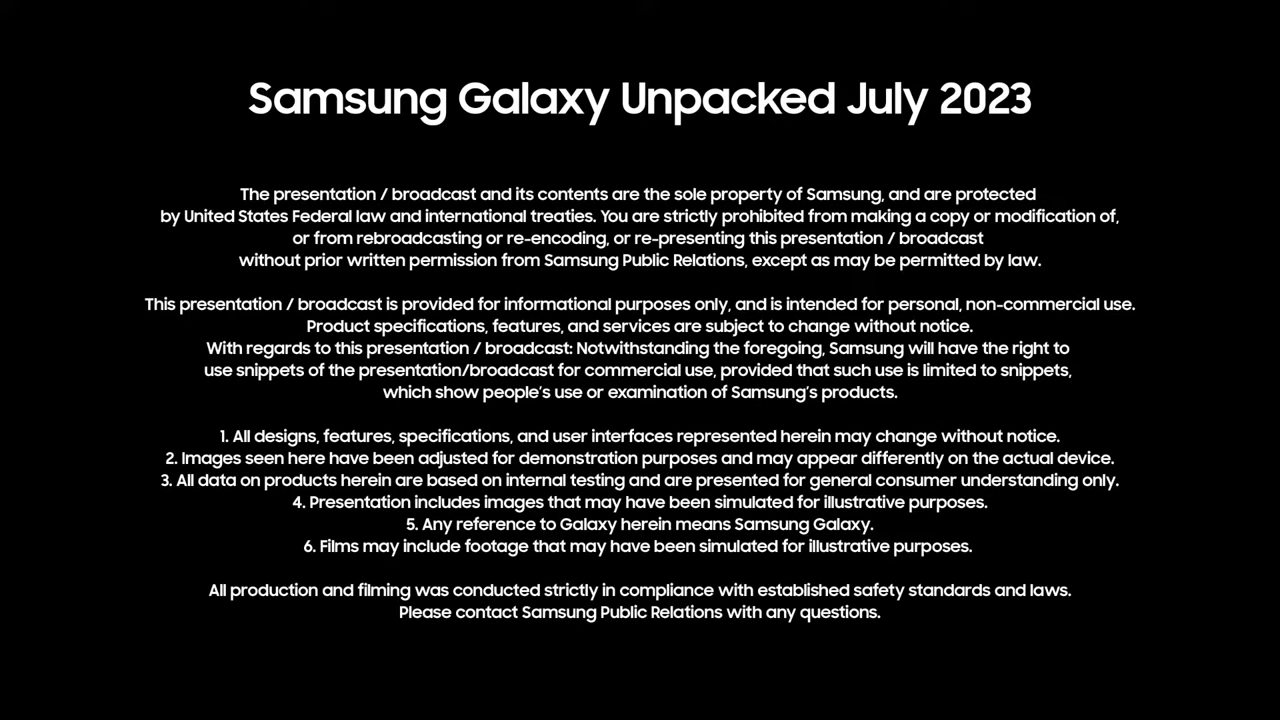 Samsung Galaxy Unpacked July 2023
The presentation / broadcast and its contents are the sole property of Samsung, and are protected
by United States Federal law and international treaties. You are strictly prohibited from making a copy or modification of,
or from rebroadcasting or re-encoding, or re-presenting this presentation / broadcast
without prior written permission from Samsung Public Relations, except as may be permitted by law.
This presentation / broadcast is provided for informational purposes only, and is intended for personal, non-commercial use.
Product specifications, features, and services are subject to change without notice.
With regards to this presentation / broadcast: Notwithstanding the foregoing, Samsung will have the right to
use snippets of the presentation/broadcast for commercial use, provided that such use is limited to snippets,
which show people's use or examination of Samsung's products.
1. All designs, features, specifications, and user interfaces represented herein may change without notice.
2. Images seen here have been adjusted for demonstration purposes and may appear differently on the actual device.
3. All data on products herein are based on internal testing and are presented for general consumer understanding only.
4. Presentation includes images that may have been simulated for illustrative purposes.
5. Any reference to Galaxy herein means Samsung Galaxy.
6. Films may include footage that may have been simulated for illustrative purposes.
All production and filming was conducted strictly in compliance with established safety standards and laws.
Please contact Samsung Public Relations with any questions.